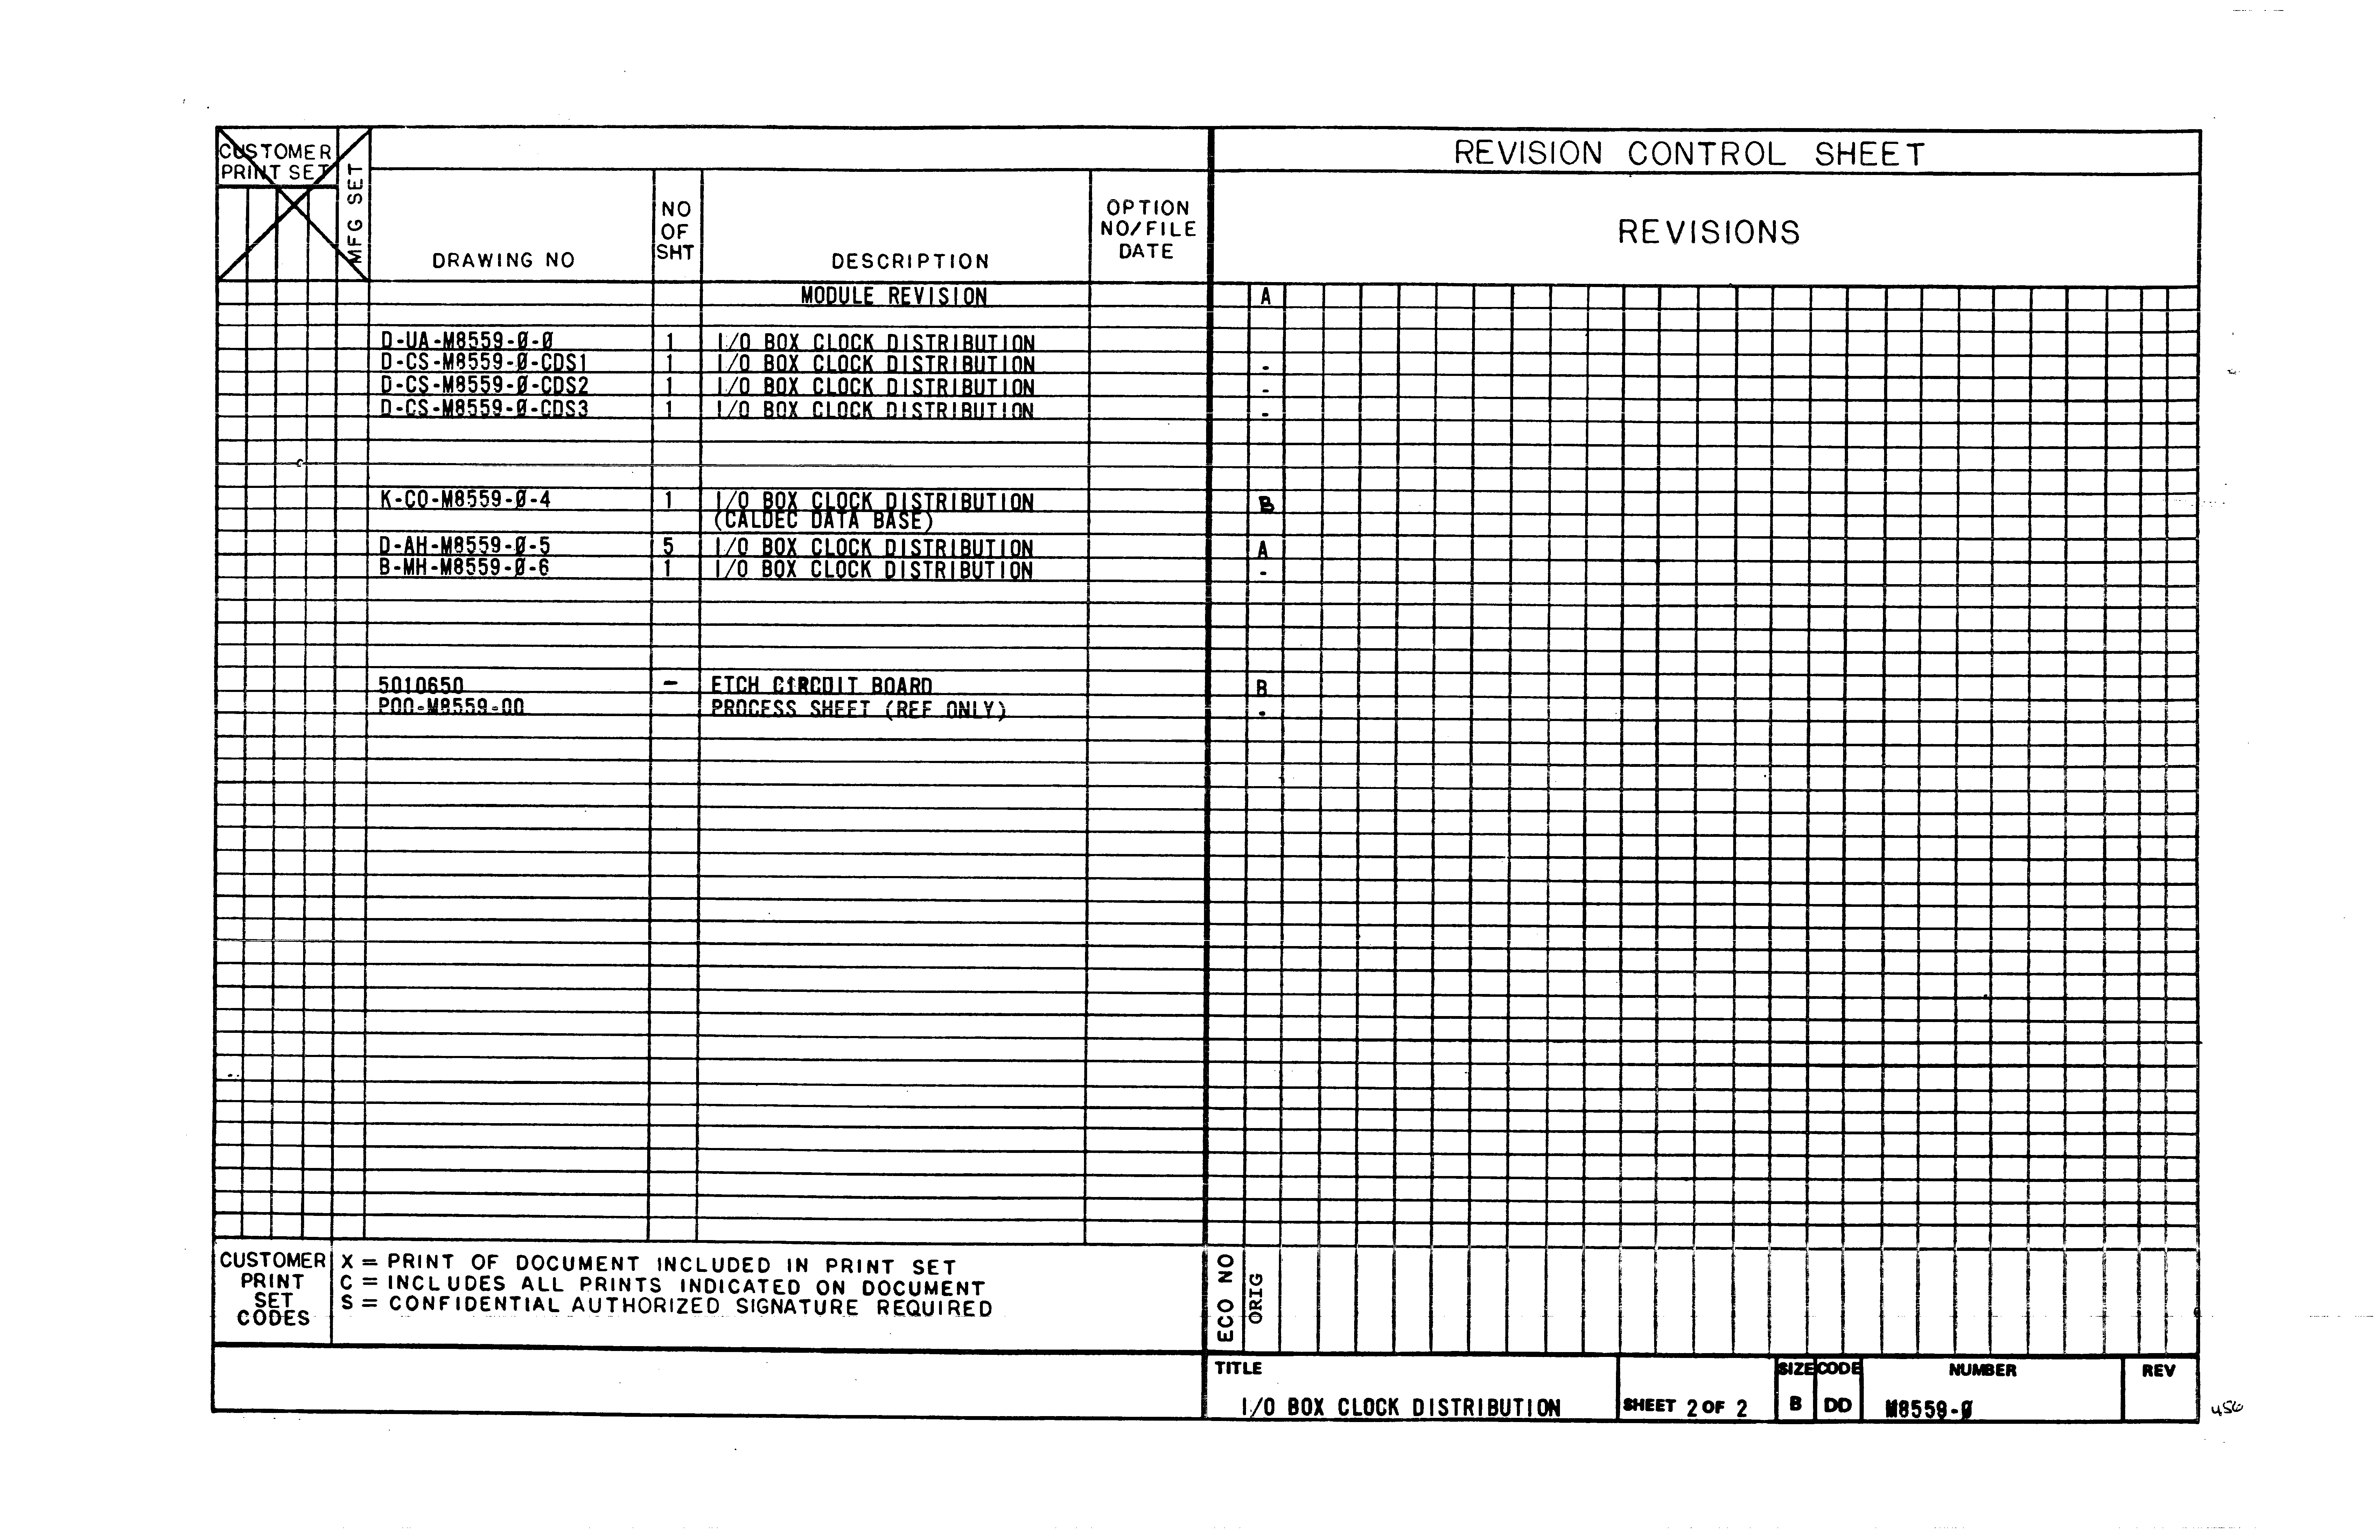 CUSTOMER PRINT SET
MFG SET
REVISION CONTROL SHEET
DRAWING NO
NO OF SHT
DESCRIPTION
OPTION NO/FILE DATE
REVISIONS
MODULE REVISION A
D-UA-M8559-Ø-Ø 1 I/O BOX CLOCK DISTRIBUTION
D-CS-M8559-Ø-CDS1 1 I/O BOX CLOCK DISTRIBUTION -
D-CS-M8559-Ø-CDS2 1 I/O BOX CLOCK DISTRIBUTION -
D-CS-M8559-Ø-CDS3 1 I/O BOX CLOCK DISTRIBUTION -
K-CO-M8559-Ø-4 1 I/O BOX CLOCK DISTRIBUTION B
(CALDEC DATA BASE)
D-AH-M8559-Ø-5 5 I/O BOX CLOCK DISTRIBUTION A
B-MH-M8559-Ø-6 1 I/O BOX CLOCK DISTRIBUTION -
5010650 - ETCH CIRCUIT BOARD B
P00-M8559-00 PROCESS SHEET (REF ONLY) -
CUSTOMER PRINT SET CODES
X = PRINT OF DOCUMENT INCLUDED IN PRINT SET
C = INCLUDES ALL PRINTS INDICATED ON DOCUMENT
S = CONFIDENTIAL AUTHORIZED SIGNATURE REQUIRED
ECO NO
ORIG
TITLE
I/O BOX CLOCK DISTRIBUTION
SHEET 2 OF 2
SIZE
B
CODE
DD
NUMBER
M8559-Ø
REV
456